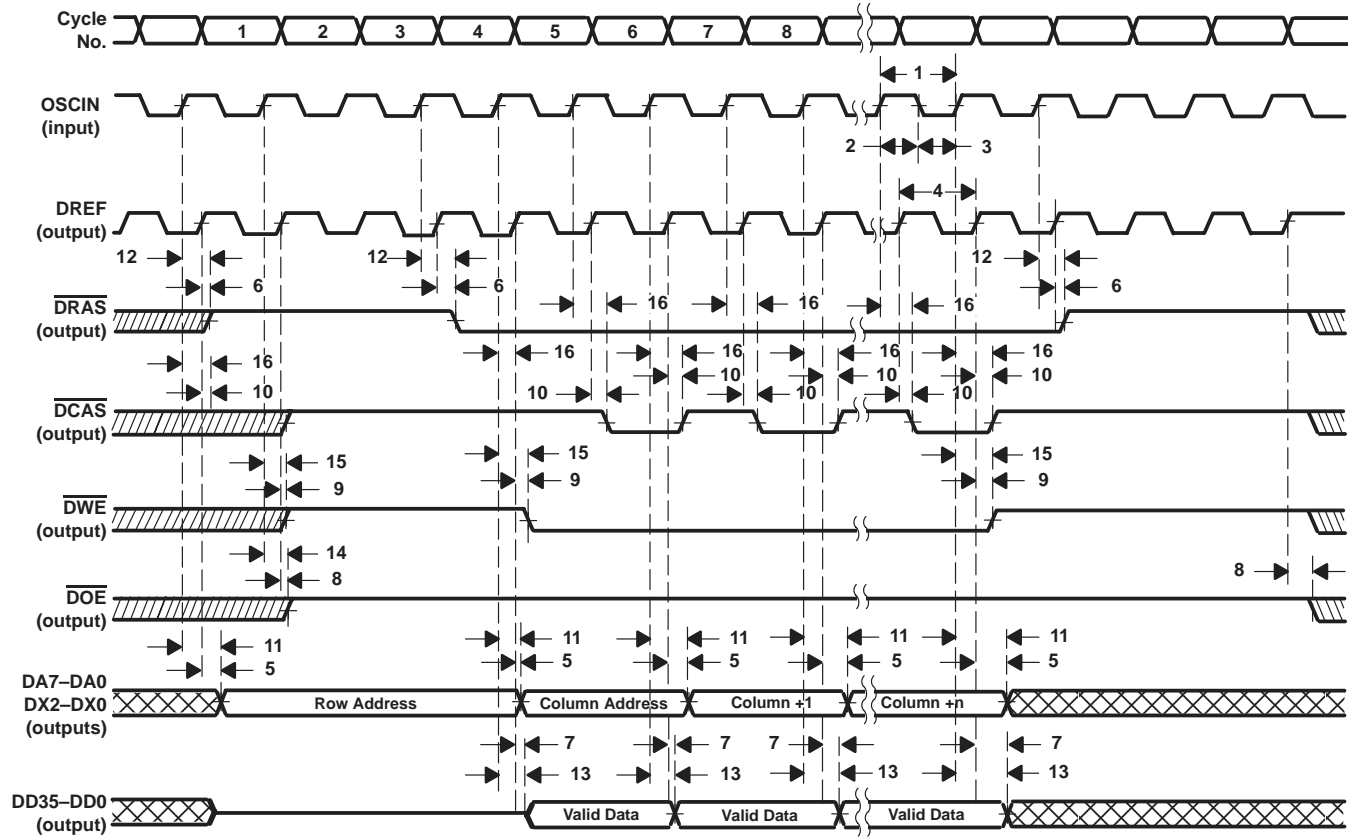 Cycle
No.
1 2 3 4 5 6 7 8
1
OSCIN
(input)
2 3
4
DREF
(output)
12 12 12
6 6 6
16 16 16
DRAS
(output)
16 16 16 16 16
10 10 10 10
10 10 10
DCAS
(output)
15 15 15
9 9 9
DWE
(output)
14
8 8
DOE
(output)
11 11 11 11 11
5 5 5 5 5
DA7–DA0
DX2–DX0
(outputs)
Row Address Column Address Column +1 Column +n
7 7 7 7
13 13 13 13
DD35–DD0
(output)
Valid Data Valid Data Valid Data